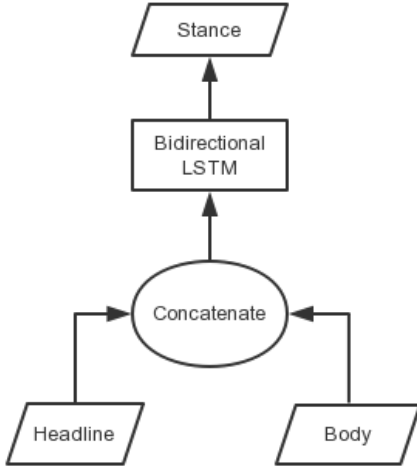 Stance
Bidirectional
LSTM
Concatenate
Headline
Body